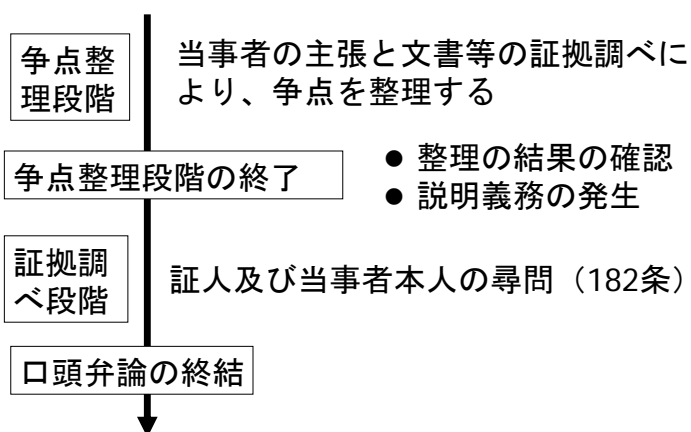 争点整
理段階
当事者の主張と文書等の証拠調べに
より、争点を整理する
争点整理段階の終了
● 整理の結果の確認
● 説明義務の発生
証拠調
べ段階
証人及び当事者本人の尋問（182条）
口頭弁論の終結